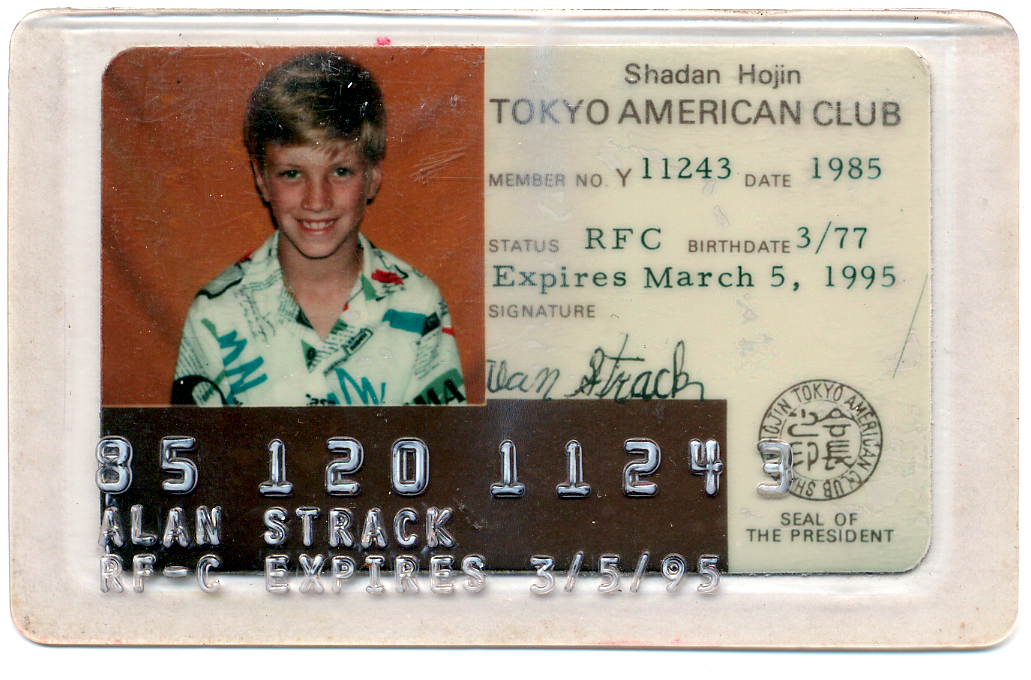 Shadan Hojin
TOKYO AMERICAN CLUB
MEMBER NO. Y 11243 DATE 1985
STATUS RFC BIRTHDATE 3/77
Expires March 5, 1995
SIGNATURE
Strack
TOKYO AMERICAN CLUB
SEAL OF
THE PRESIDENT
85 120 1124 3
ALAN STRACK
RF-C EXPIRES 3/5/95